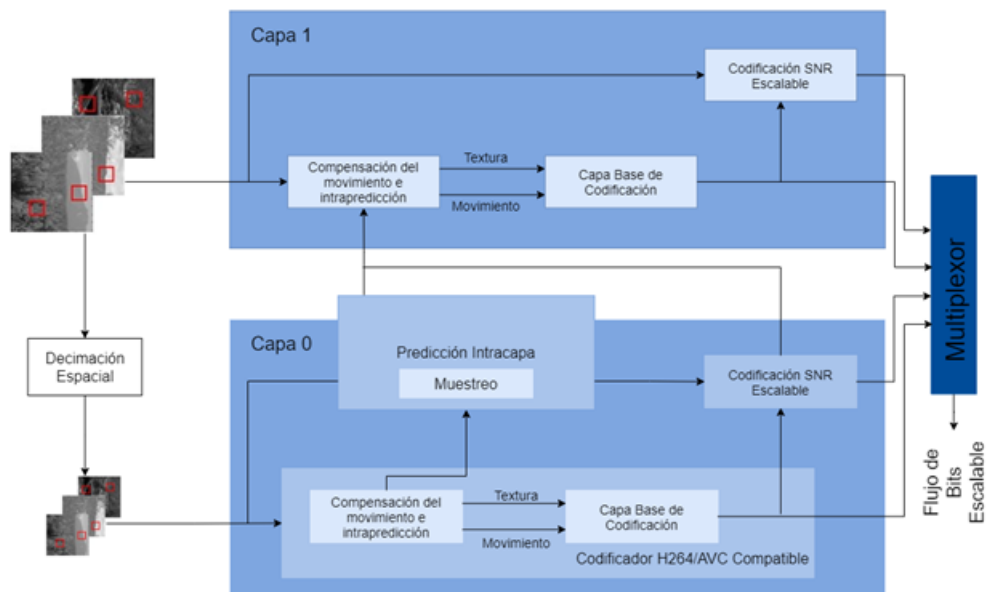 Capa 1
Codificación SNR
Escalable
Compensación del
movimiento e
intrapredicción
Textura
Movimiento
Capa Base de
Codificación
Multiplexor
Decimación
Espacial
Capa 0
Predicción Intracapa
Muestreo
Codificación SNR
Escalable
Compensación del
movimiento e
intrapredicción
Textura
Movimiento
Capa Base de
Codificación
Codificador H264/AVC Compatible
Flujo de
Bits
Escalable